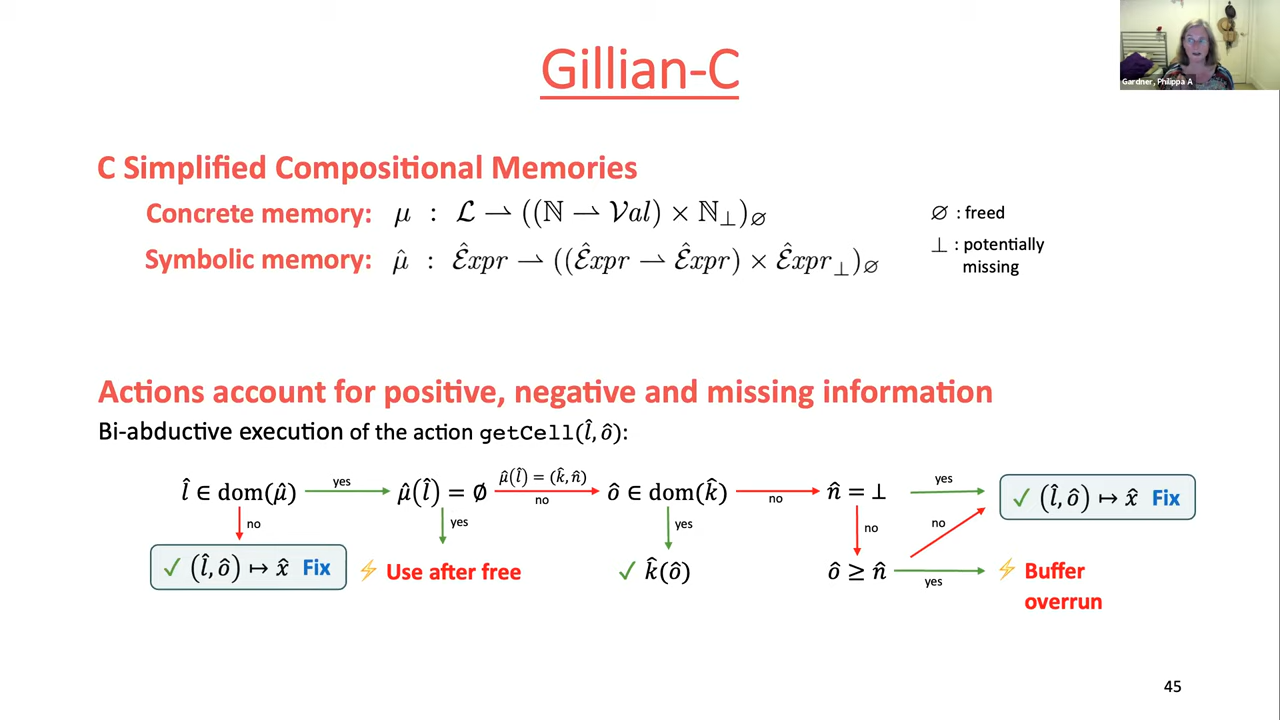 Gillian-C
Gardner, Philippa A
C Simplified Compositional Memories
Concrete memory: μ : ℒ ⇀ ((ℕ ⇀ 𝒱al) × ℕ⊥)∅
∅ : freed
Symbolic memory: μ̂ : ℰ̂xpr ⇀ ((ℰ̂xpr ⇀ ℰ̂xpr) × ℰ̂xpr⊥)∅
⊥ : potentially
missing
Actions account for positive, negative and missing information
Bi-abductive execution of the action getCell(l̂, ô):
l̂ ∈ dom(μ̂) yes μ̂(l̂) = ∅ μ̂(l̂) = (k̂, n̂) no ô ∈ dom(k̂) no n̂ = ⊥ yes ✓ (l̂, ô) ↦ x̂ Fix
no yes yes no no
✓ (l̂, ô) ↦ x̂ Fix ⚡ Use after free ✓ k̂(ô) ô ≥ n̂ yes ⚡ Buffer
overrun
45